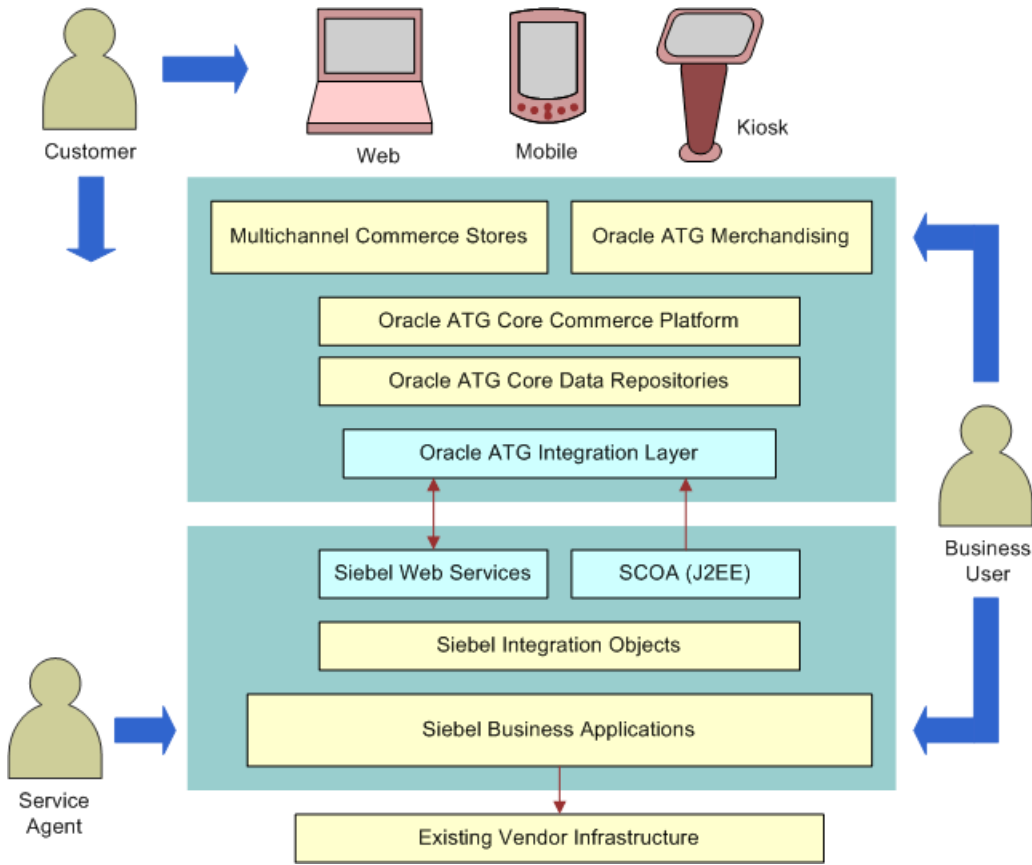 Customer
Web
Mobile
Kiosk
Multichannel Commerce Stores
Oracle ATG Merchandising
Oracle ATG Core Commerce Platform
Oracle ATG Core Data Repositories
Oracle ATG Integration Layer
Siebel Web Services
SCOA (J2EE)
Business
User
Siebel Integration Objects
Siebel Business Applications
Service
Agent
Existing Vendor Infrastructure